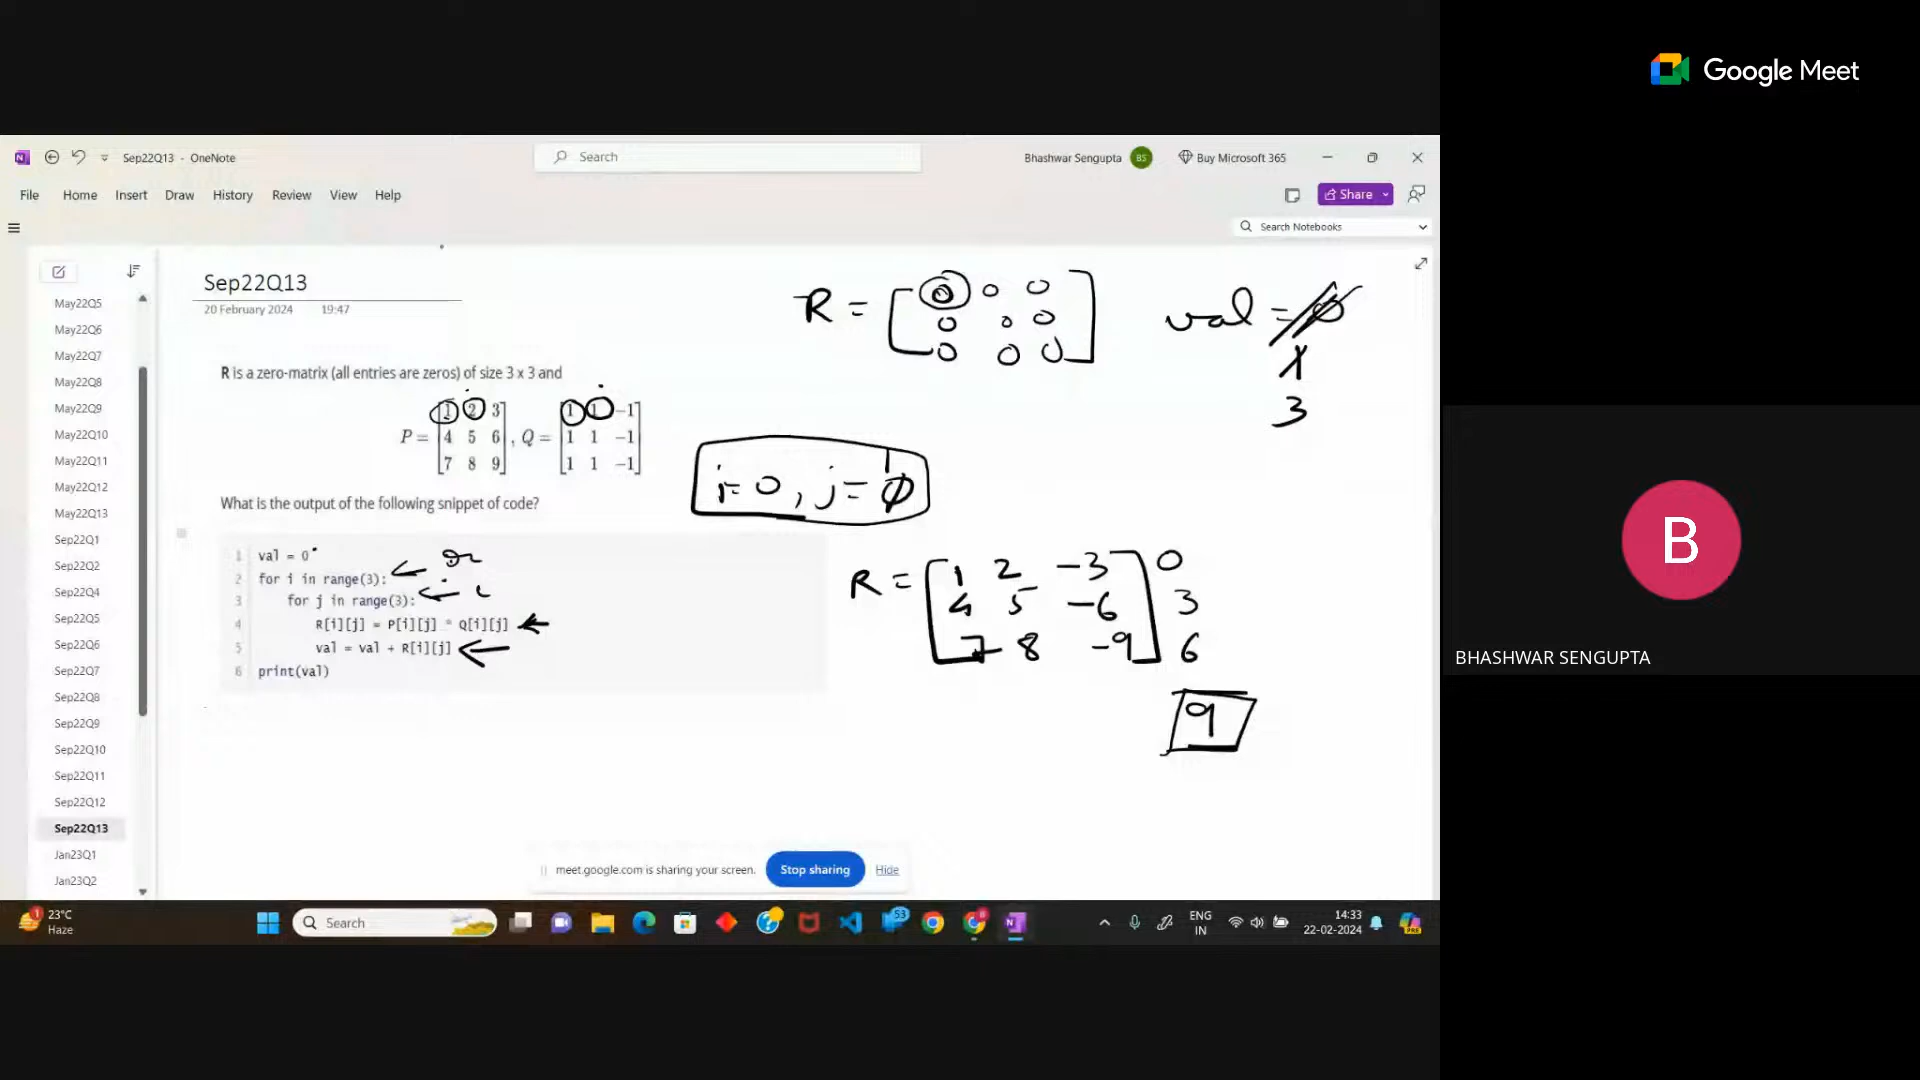 Google Meet
Sep22Q13 - OneNote
Search
Bhashwar Sengupta
BS
Buy Microsoft 365
File Home Insert Draw History Review View Help
Share
Search Notebooks
May22Q5
May22Q6
May22Q7
May22Q8
May22Q9
May22Q10
May22Q11
May22Q12
May22Q13
Sep22Q1
Sep22Q2
Sep22Q4
Sep22Q5
Sep22Q6
Sep22Q7
Sep22Q8
Sep22Q9
Sep22Q10
Sep22Q11
Sep22Q12
Sep22Q13
Jan23Q1
Jan23Q2
Sep22Q13
20 February 2024 19:47
R is a zero-matrix (all entries are zeros) of size 3 x 3 and
1 2 3 1 1 -1
P = 4 5 6 , Q = 1 1 -1
7 8 9 1 1 -1
What is the output of the following snippet of code?
1 val = 0
2 for i in range(3):
3 for j in range(3):
4 R[i][j] = P[i][j] * Q[i][j]
5 val = val + R[i][j]
6 print(val)
0 0 0
R = 0 0 0
0 0 0
val = 0
1
3
i = 0 , j = 0
1
1 2 -3 0
R = 4 5 -6 3
7 8 -9 6
9
meet.google.com is sharing your screen.
Stop sharing
Hide
B
BHASHWAR SENGUPTA
1
23°C
Haze
Search
53
ENG
IN
14:33
22-02-2024